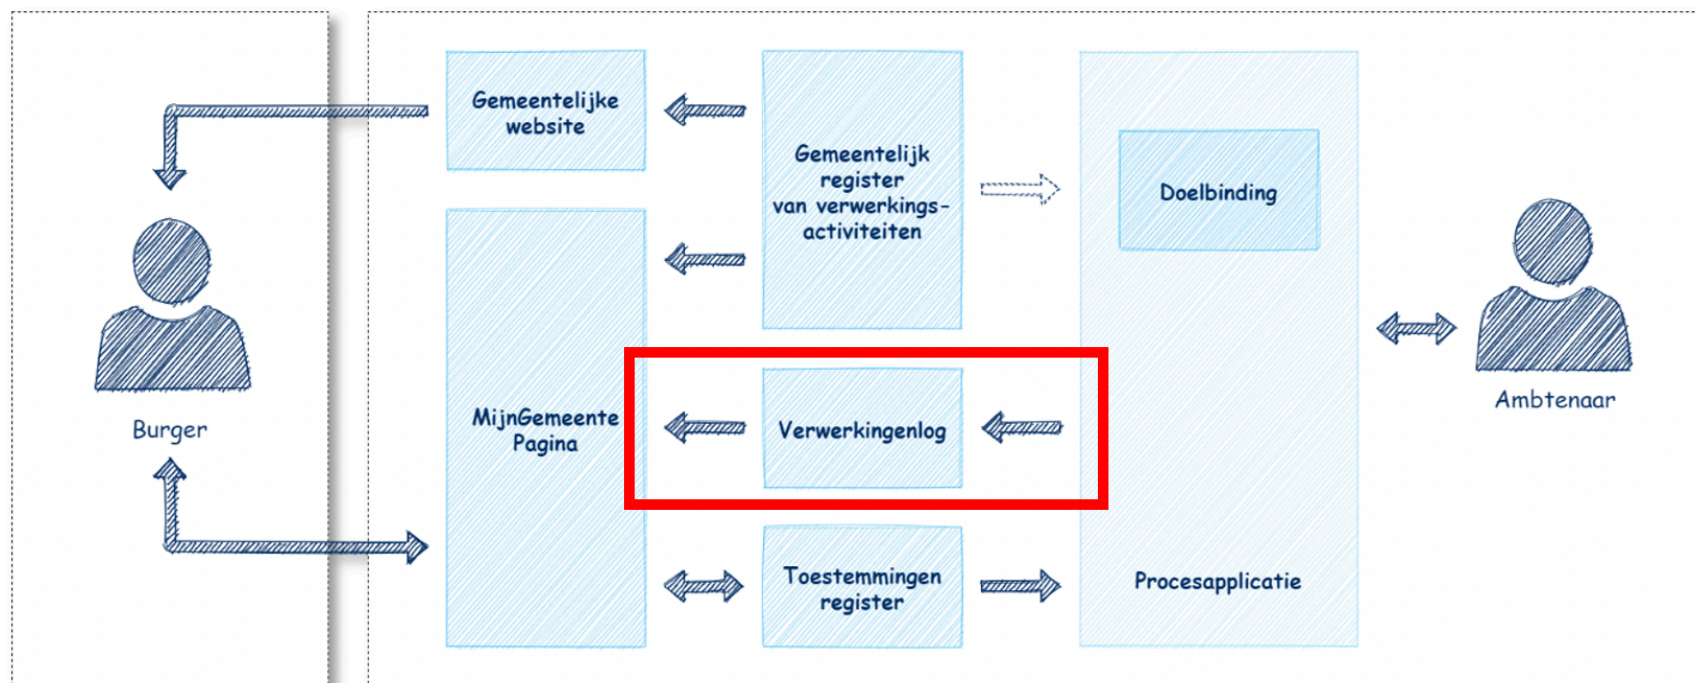 Gemeentelijke
website
Gemeentelijk
register
van verwerkings-
activiteiten
Doelbinding
Burger
MijnGemeente
Pagina
Verwerkingenlog
Ambtenaar
Toestemmingen
register
Procesapplicatie